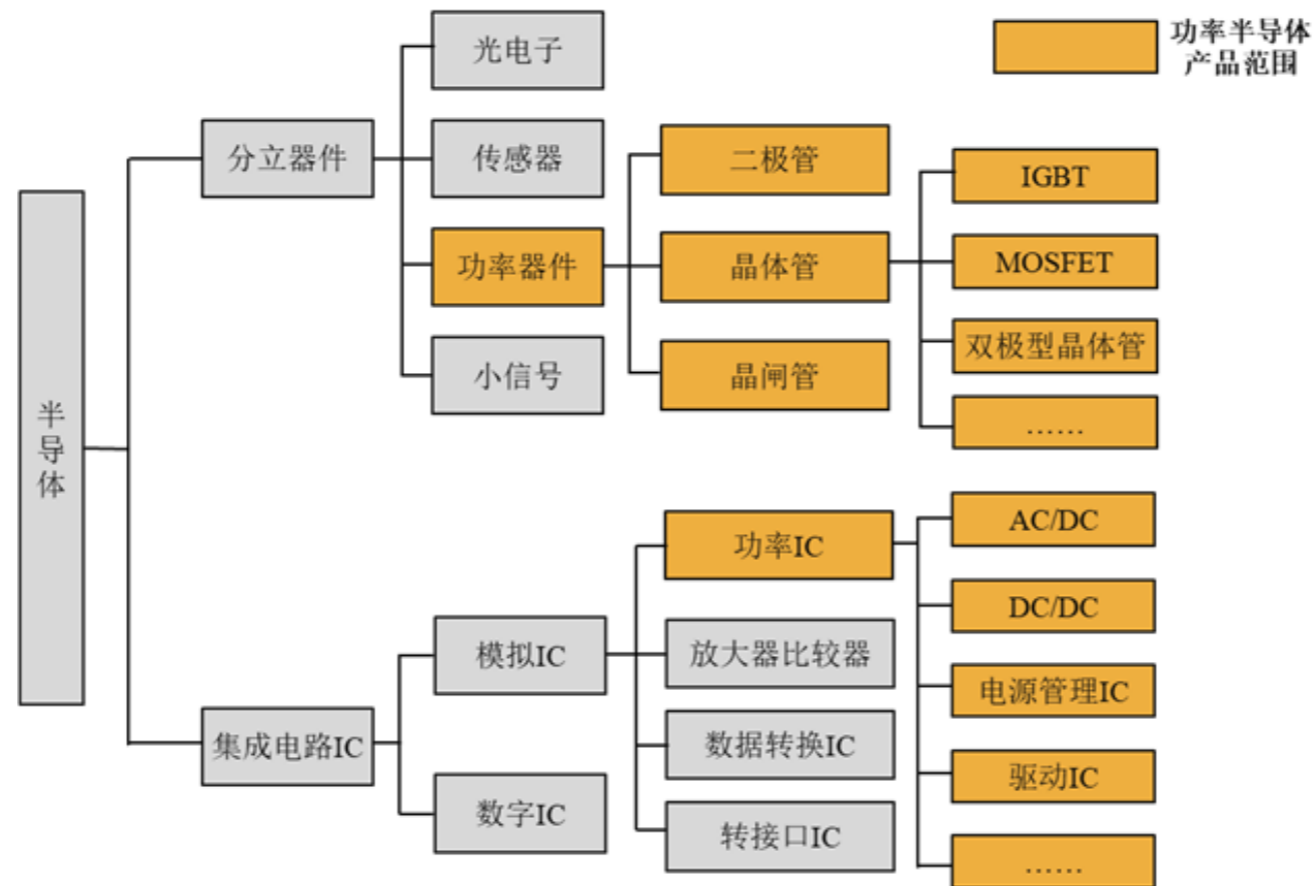 功率半导体
产品范围
半导体
分立器件
光电子
传感器
功率器件
小信号
二极管
晶体管
晶闸管
IGBT
MOSFET
双极型晶体管
……
集成电路IC
模拟IC
数字IC
功率IC
放大器比较器
数据转换IC
转接口IC
AC/DC
DC/DC
电源管理IC
驱动IC
……